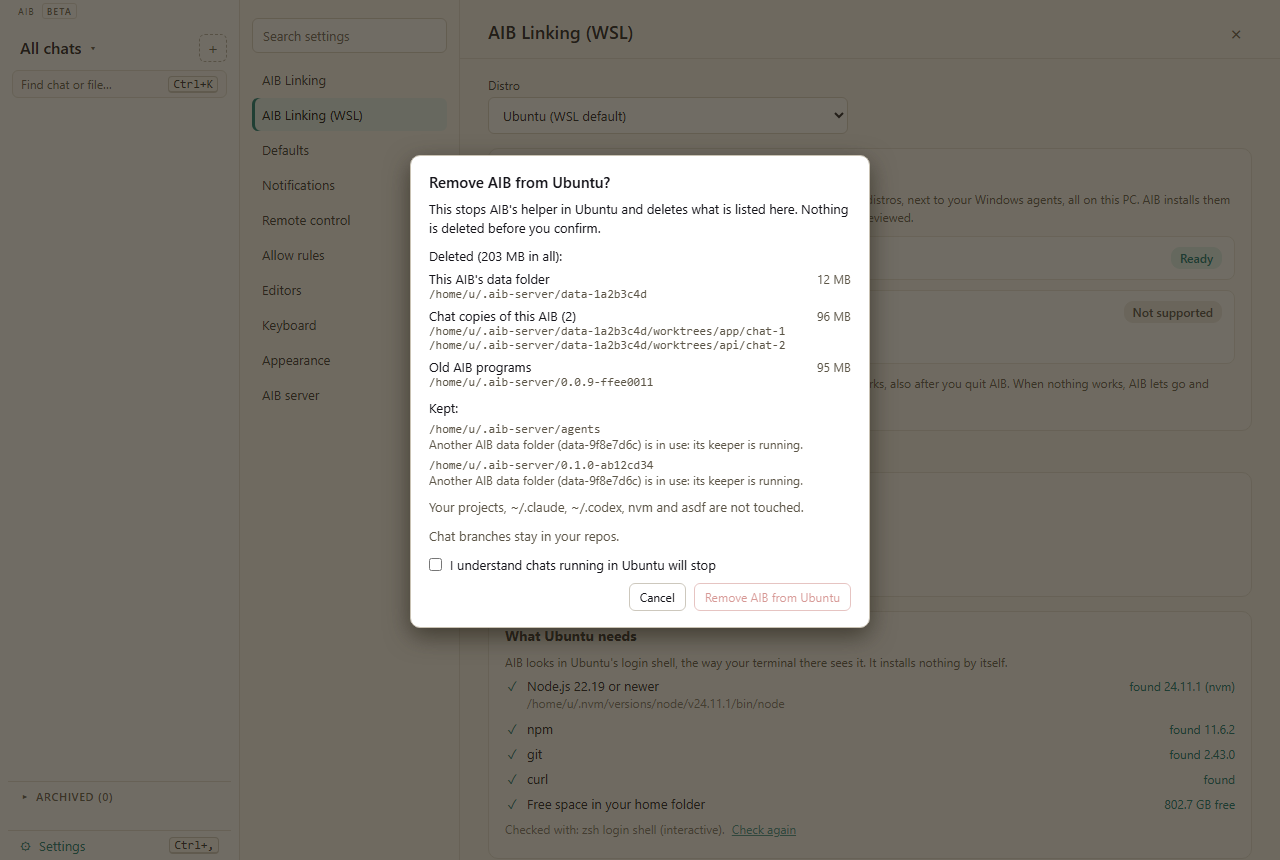 AIB BETA
All chats
+
Find chat or file... Ctrl+K
ARCHIVED (0)
Settings Ctrl+,
Search settings
AIB Linking
AIB Linking (WSL)
Defaults
Notifications
Remote control
Allow rules
Editors
Keyboard
Appearance
AIB server
AIB Linking (WSL)
Distro
Ubuntu (WSL default)
distros, next to your Windows agents, all on this PC. AIB installs them
eviewed.
Ready
Not supported
rks, also after you quit AIB. When nothing works, AIB lets go and
Remove AIB from Ubuntu?
This stops AIB's helper in Ubuntu and deletes what is listed here. Nothing
is deleted before you confirm.
Deleted (203 MB in all):
This AIB's data folder 12 MB
/home/u/.aib-server/data-1a2b3c4d
Chat copies of this AIB (2) 96 MB
/home/u/.aib-server/data-1a2b3c4d/worktrees/app/chat-1
/home/u/.aib-server/data-1a2b3c4d/worktrees/api/chat-2
Old AIB programs 95 MB
/home/u/.aib-server/0.0.9-ffee0011
Kept:
/home/u/.aib-server/agents
Another AIB data folder (data-9f8e7d6c) is in use: its keeper is running.
/home/u/.aib-server/0.1.0-ab12cd34
Another AIB data folder (data-9f8e7d6c) is in use: its keeper is running.
Your projects, ~/.claude, ~/.codex, nvm and asdf are not touched.
Chat branches stay in your repos.
I understand chats running in Ubuntu will stop
Cancel Remove AIB from Ubuntu
What Ubuntu needs
AIB looks in Ubuntu's login shell, the way your terminal there sees it. It installs nothing by itself.
✓ Node.js 22.19 or newer found 24.11.1 (nvm)
/home/u/.nvm/versions/node/v24.11.1/bin/node
✓ npm found 11.6.2
✓ git found 2.43.0
✓ curl found
✓ Free space in your home folder 802.7 GB free
Checked with: zsh login shell (interactive). Check again